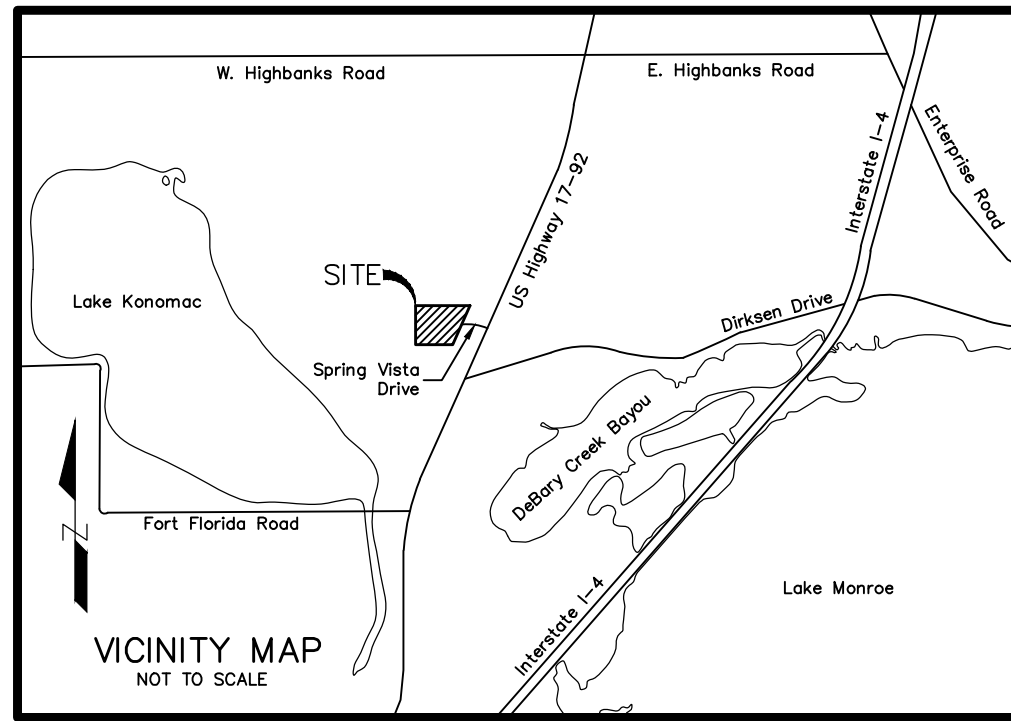 W. Highbanks Road
E. Highbanks Road
Enterprise Road
Interstate I-4
US Highway 17-92
SITE
Lake Konomac
Dirksen Drive
Spring Vista
Drive
DeBary Creek Bayou
Fort Florida Road
N
Lake Monroe
Interstate I-4
VICINITY MAP
NOT TO SCALE